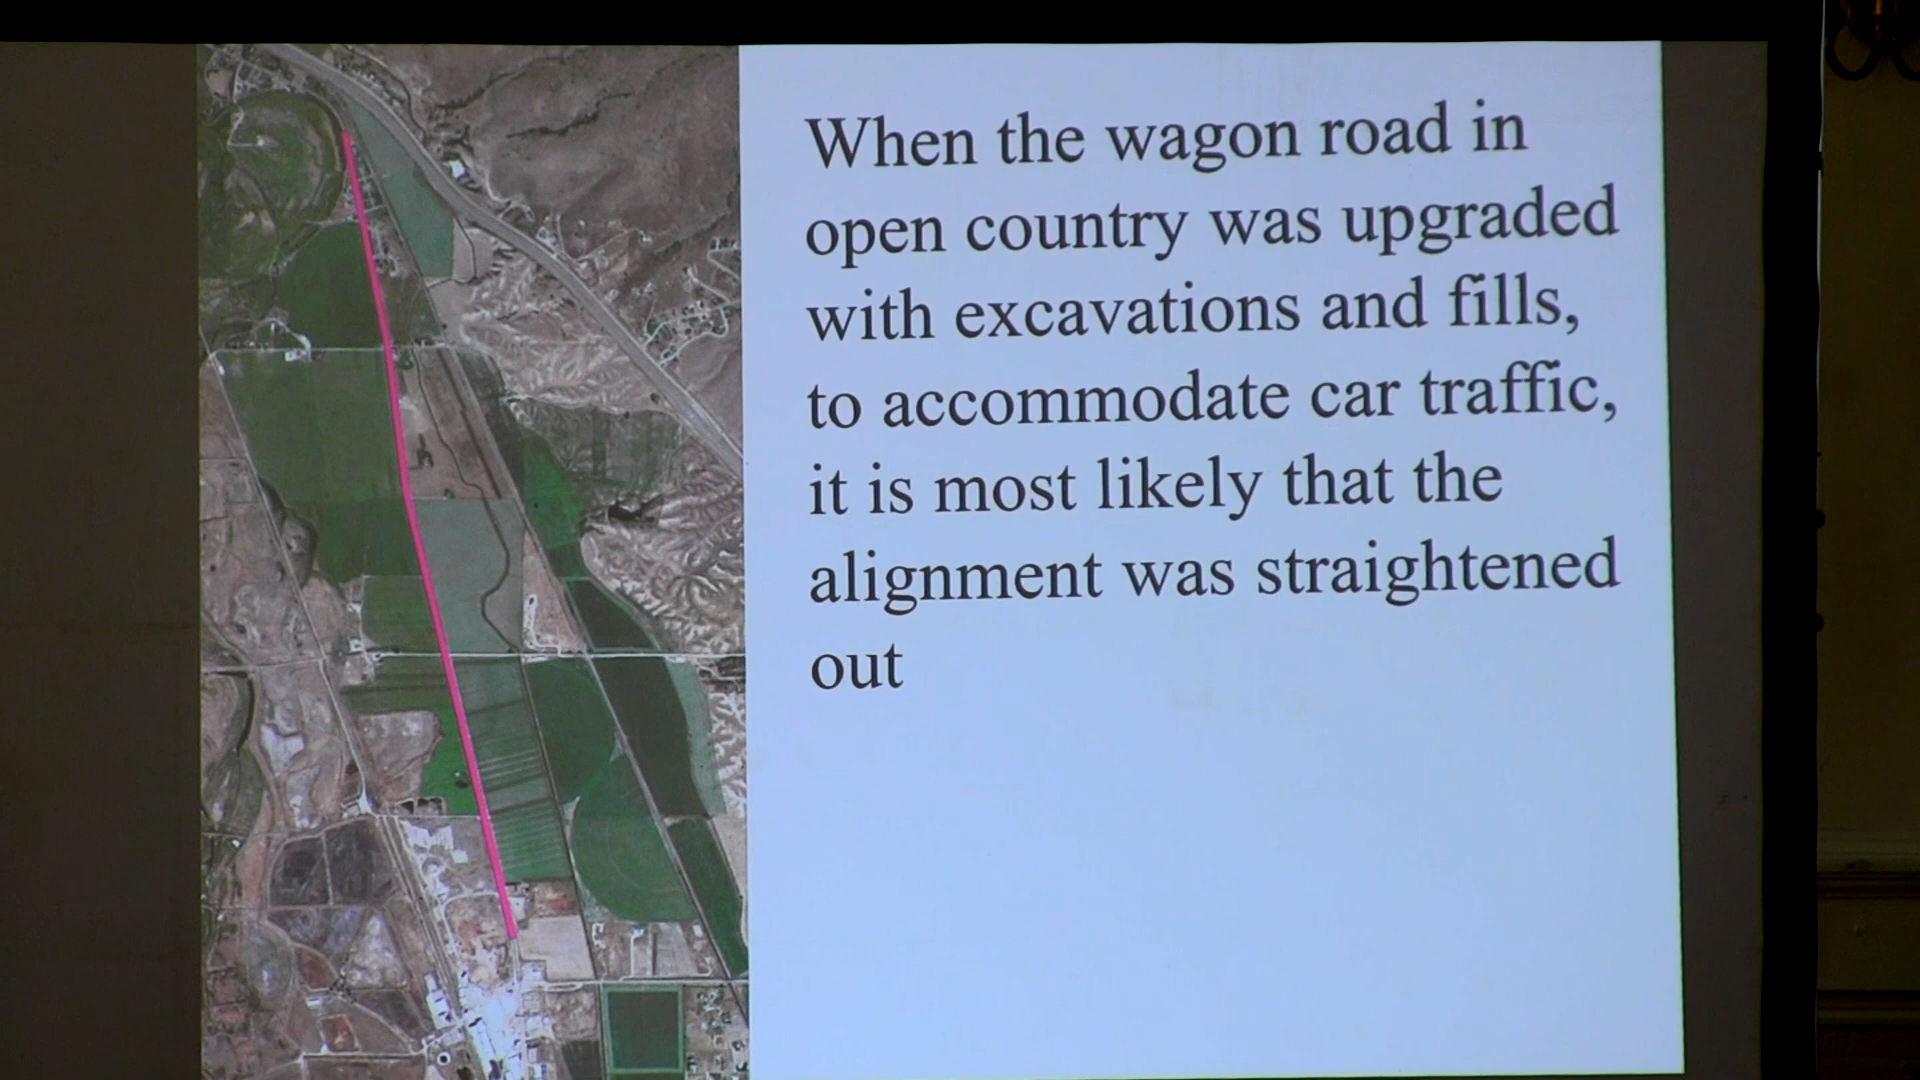 When the wagon road in
open country was upgraded
with excavations and fills,
to accommodate car traffic,
it is most likely that the
alignment was straightened
out